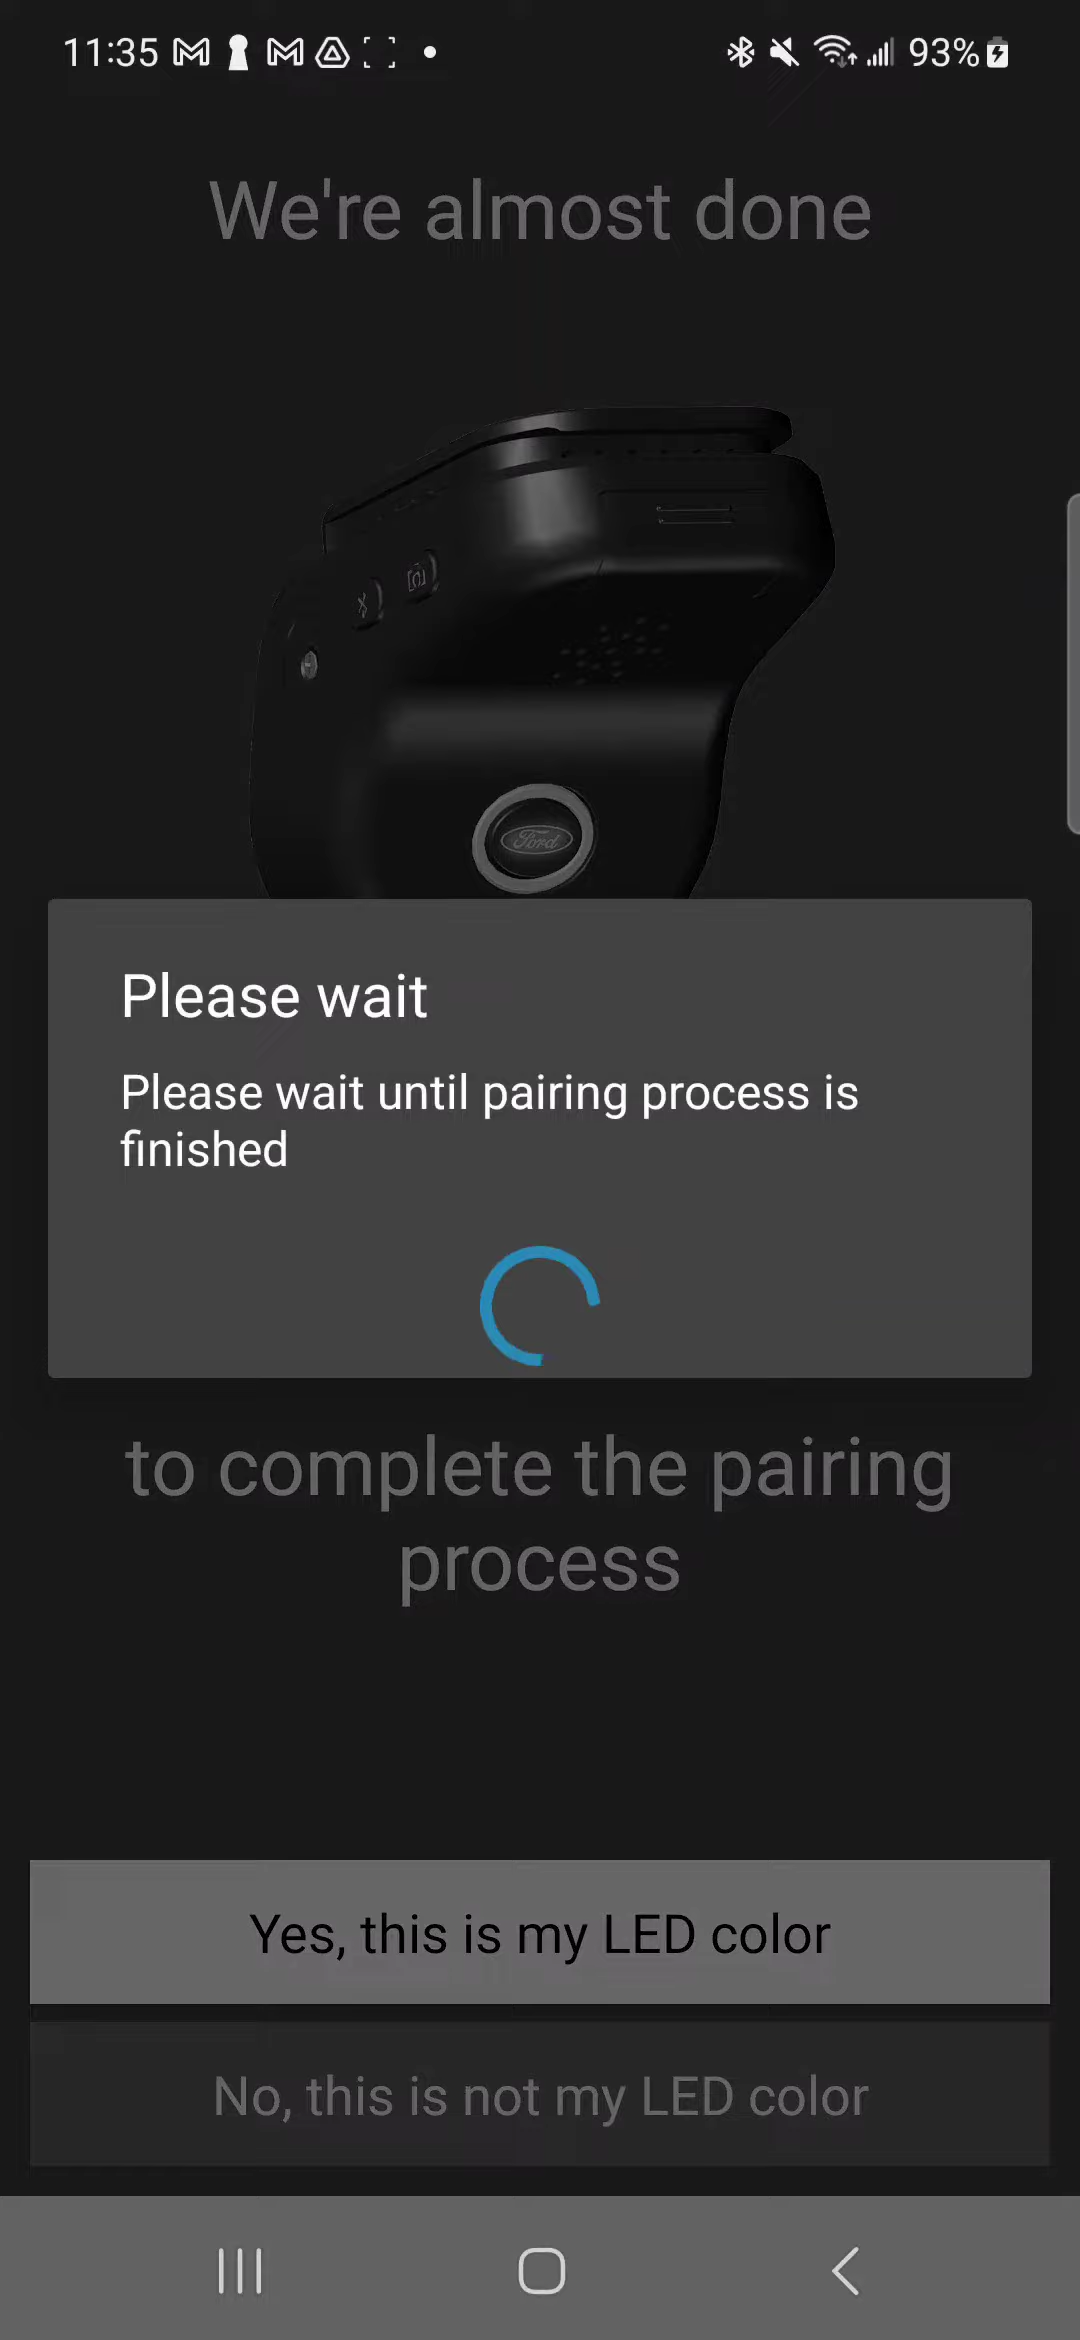 11:35
93%
We're almost done
Ford
Please wait
Please wait until pairing process is
finished
to complete the pairing
process
Yes, this is my LED color
No, this is not my LED color